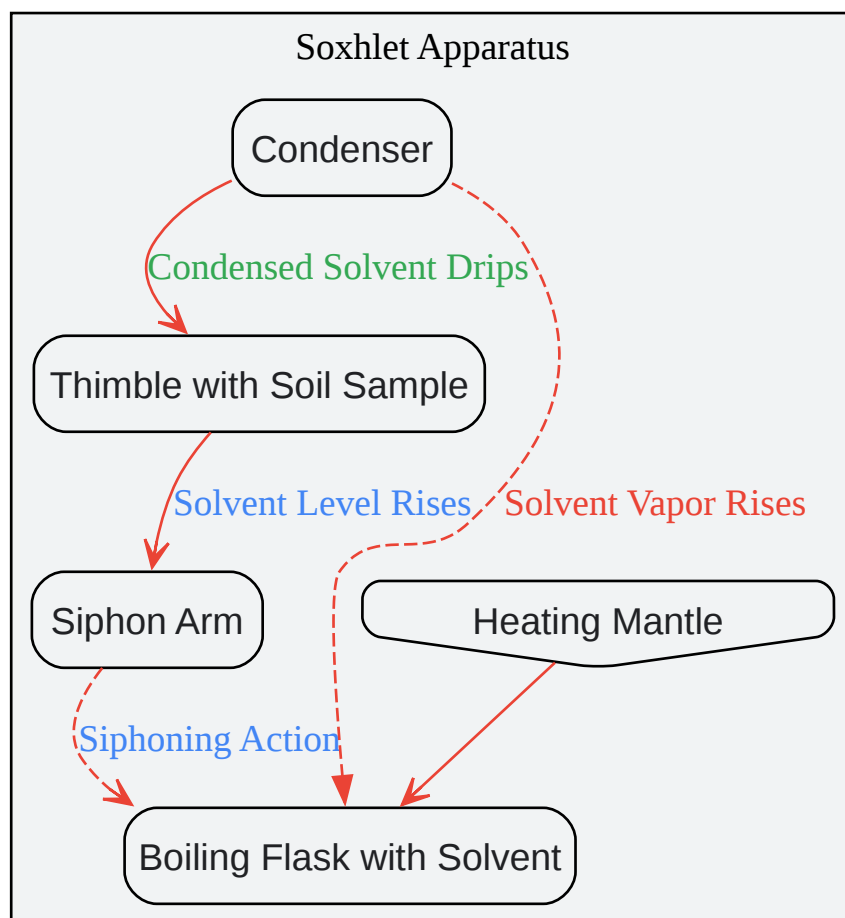 Soxhlet Apparatus
Condenser
Condensed Solvent Drips
Thimble with Soil Sample
Solvent Level Rises
Solvent Vapor Rises
Siphon Arm
Heating Mantle
Siphoning Action
Boiling Flask with Solvent